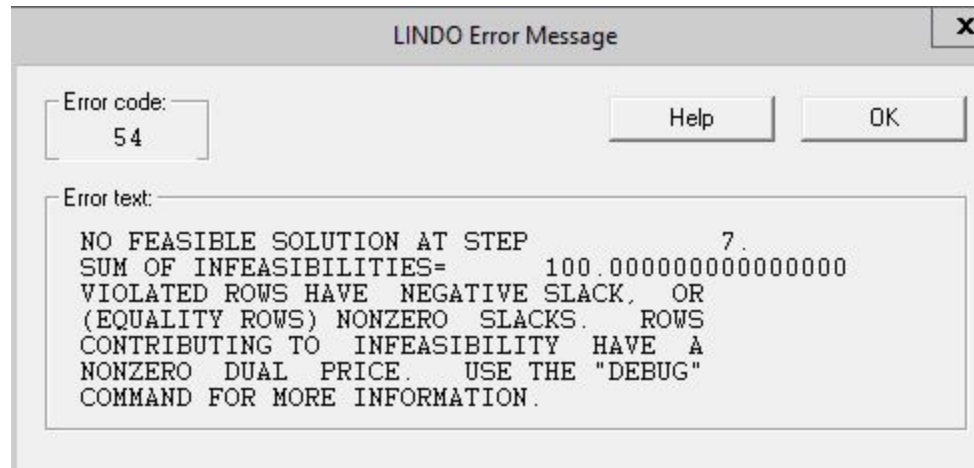 LINDO Error Message
x
Error code:
54
Help
OK
Error text:
NO FEASIBLE SOLUTION AT STEP 7.
SUM OF INFEASIBILITIES= 100.000000000000000
VIOLATED ROWS HAVE NEGATIVE SLACK, OR
(EQUALITY ROWS) NONZERO SLACKS. ROWS
CONTRIBUTING TO INFEASIBILITY HAVE A
NONZERO DUAL PRICE. USE THE "DEBUG"
COMMAND FOR MORE INFORMATION.